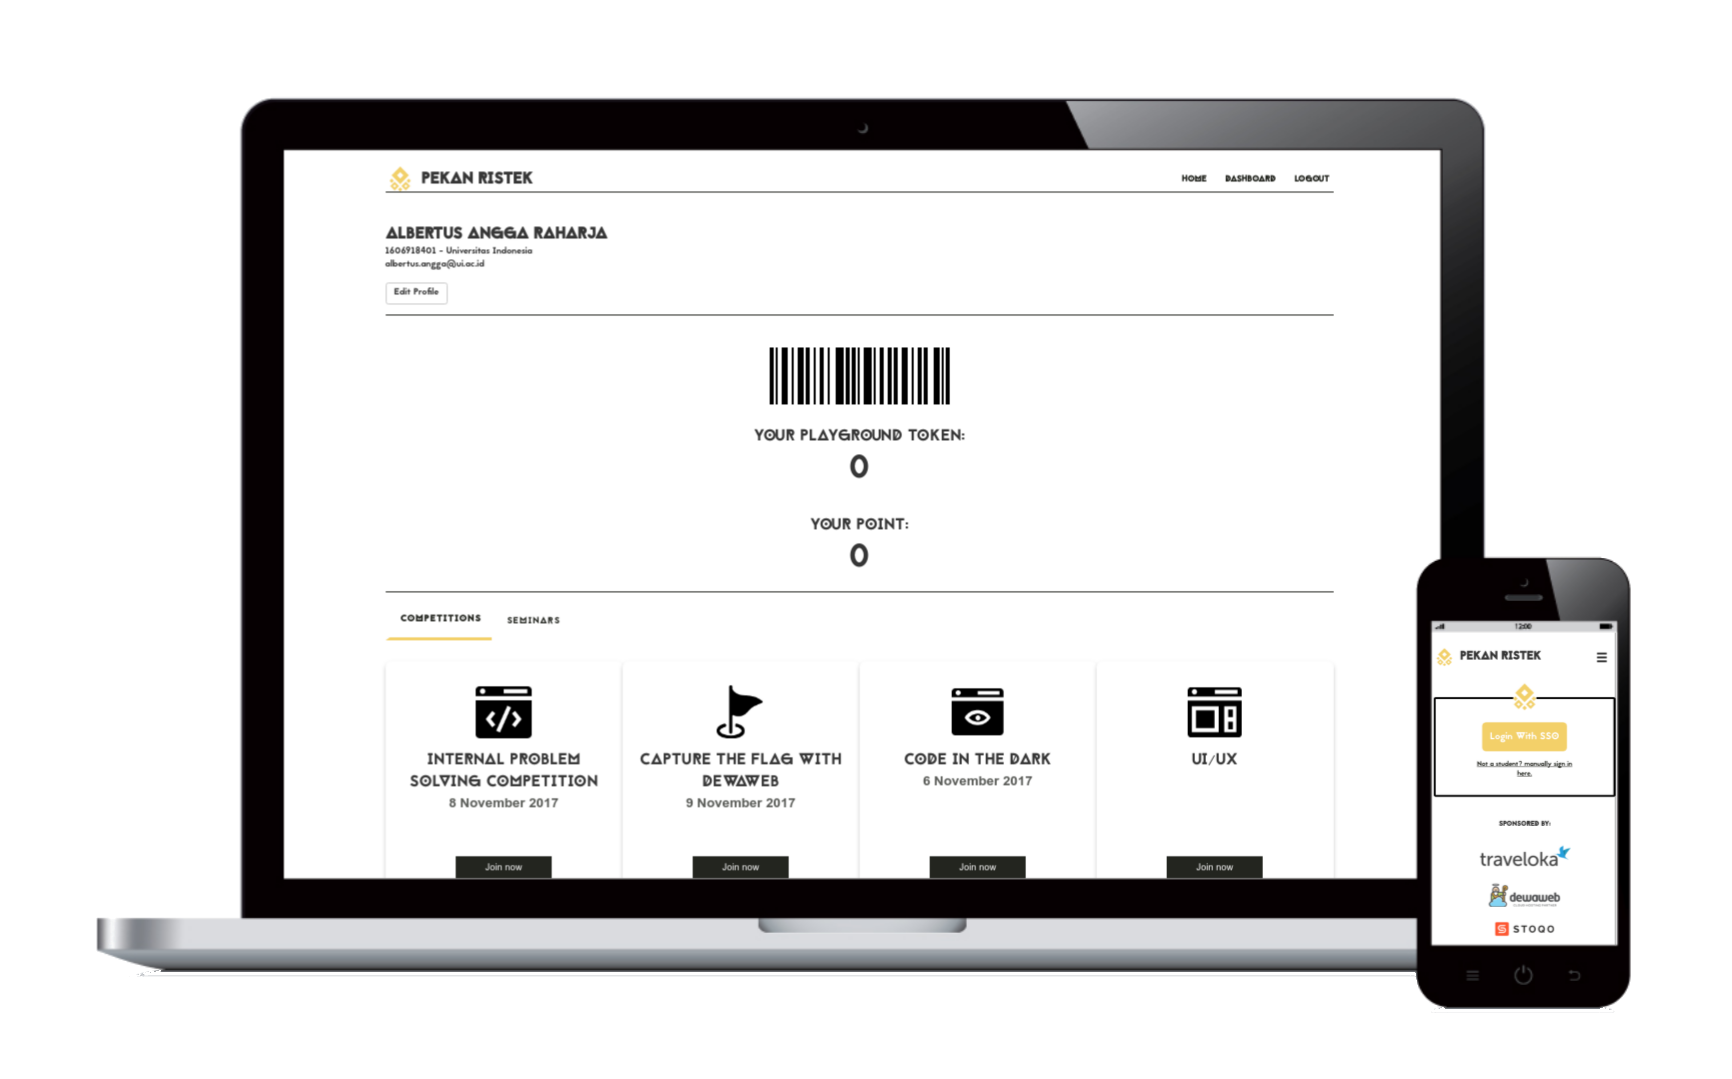 PEKAN RISTEK
HOME DASHBOARD LOGOUT
ALBERTUS ANGGA RAHARJA
1606918401 - Universitas Indonesia
albertus.angga@ui.ac.id
Edit Profile
YOUR PLAYGROUND TOKEN:
0
YOUR POINT:
0
COMPETITIONS SEMINARS
INTERNAL PROBLEM
SOLVING COMPETITION
8 November 2017
Join now
CAPTURE THE FLAG WITH
DEWAWEB
9 November 2017
Join now
CODE IN THE DARK
6 November 2017
Join now
UI/UX
Join now
12:00
PEKAN RISTEK
Login With SSO
Not a student? manually sign in
here.
SPONSORED BY:
traveloka
dewaweb
STOQO